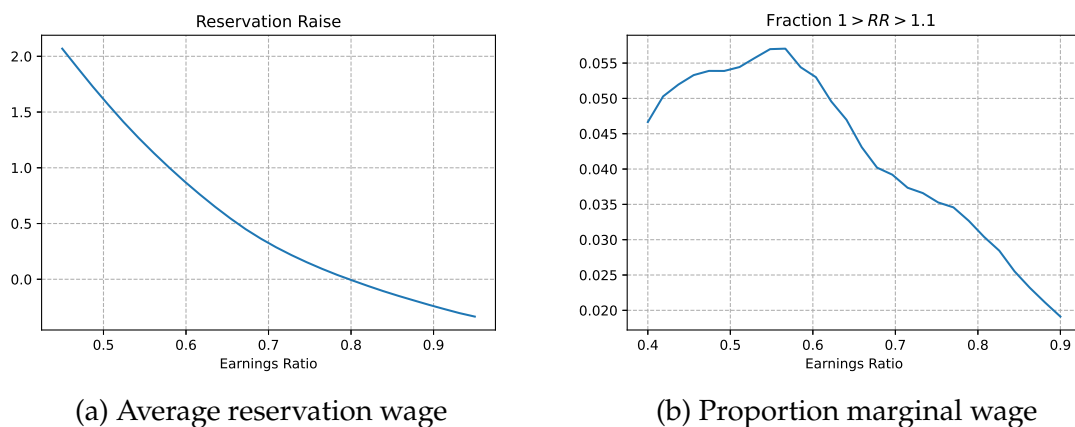 Reservation Raise
2.0
1.5
1.0
0.5
0.0
0.5 0.6 0.7 0.8 0.9
Earnings Ratio
(a) Average reservation wage
Fraction 1 > RR > 1.1
0.055
0.050
0.045
0.040
0.035
0.030
0.025
0.020
0.4 0.5 0.6 0.7 0.8 0.9
Earnings Ratio
(b) Proportion marginal wage